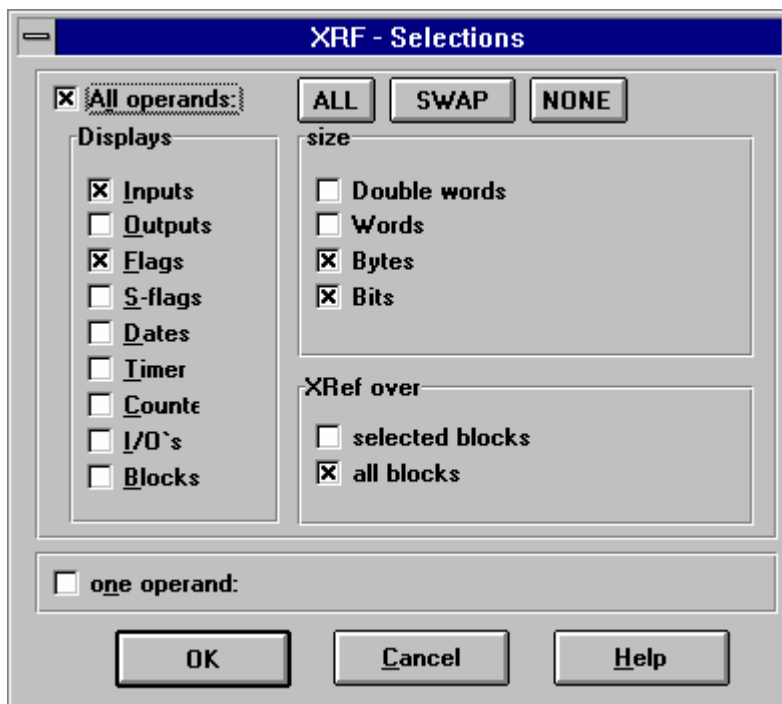 XRF - Selections
All operands:
ALL
SWAP
NONE
Displays
Inputs
Outputs
Flags
S-flags
Dates
Timer
Counte
I/O`s
Blocks
size
Double words
Words
Bytes
Bits
XRef over
selected blocks
all blocks
one operand:
OK
Cancel
Help